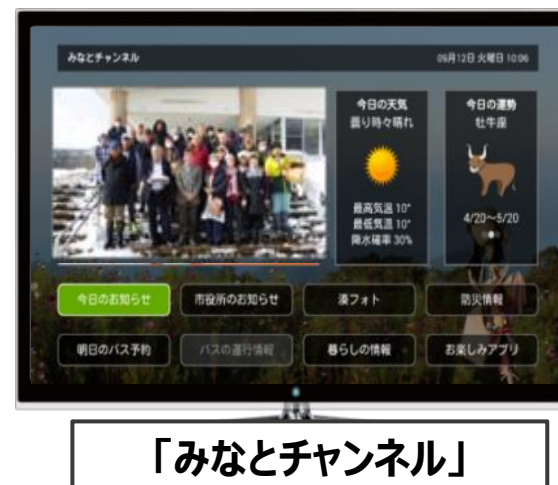 みなとチャンネル
09月12日 火曜日 10:06
今日の天気
曇り時々晴れ
最高気温 10°
最低気温 10°
降水確率 30%
今日の運勢
牡牛座
4/20～5/20
今日のお知らせ
市役所のお知らせ
湊フォト
防災情報
明日のバス予約
バスの運行情報
暮らしの情報
お楽しみアプリ
「みなとチャンネル」